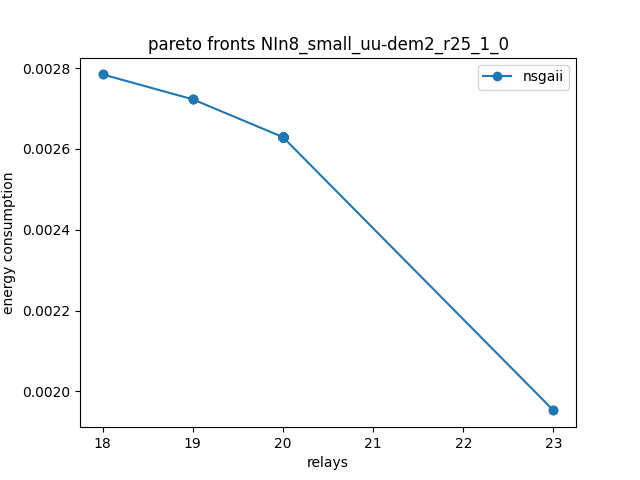 pareto fronts NIn8_small_uu-dem2_r25_1_0
nsgaii
energy consumption
0.0028
0.0026
0.0024
0.0022
0.0020
18 19 20 21 22 23
relays